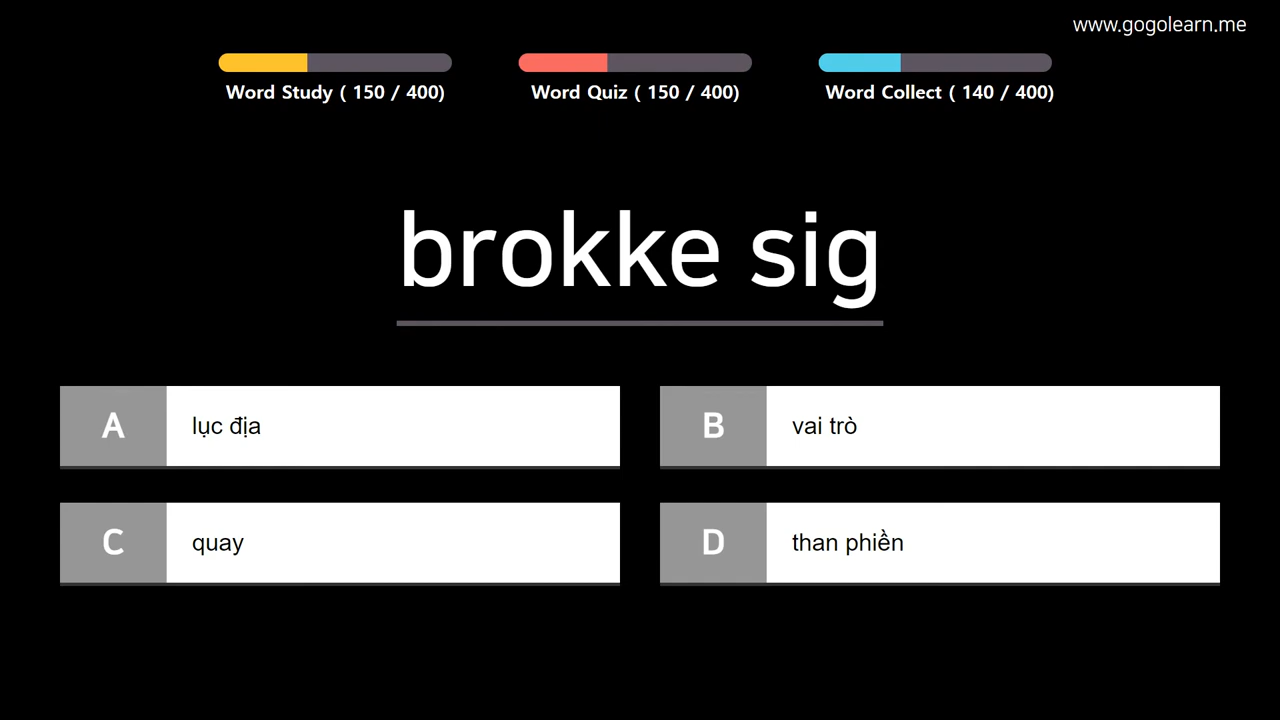 www.gogolearn.me
Word Study ( 150 / 400)
Word Quiz ( 150 / 400)
Word Collect ( 140 / 400)
brokke sig
A lục địa
B vai trò
C quay
D than phiền